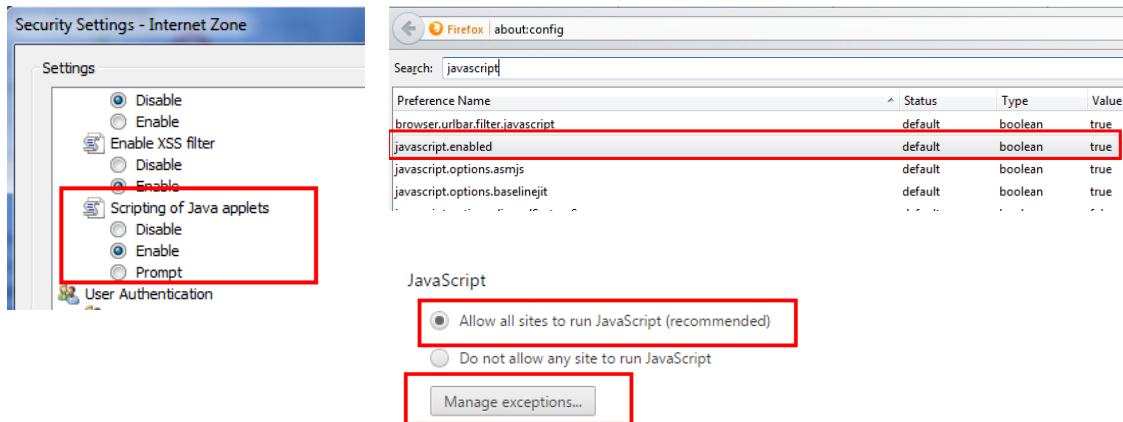 Security Settings - Internet Zone
Settings
Disable
Enable
Enable XSS filter
Disable
Enable
Scripting of Java applets
Disable
Enable
Prompt
User Authentication
Firefox about:config
Search: javascript
Preference Name Status Type Value
browser.urlbar.filter.javascript default boolean true
javascript.enabled default boolean true
javascript.options.asmjs default boolean true
javascript.options.baselinejit default boolean true
JavaScript
Allow all sites to run JavaScript (recommended)
Do not allow any site to run JavaScript
Manage exceptions...